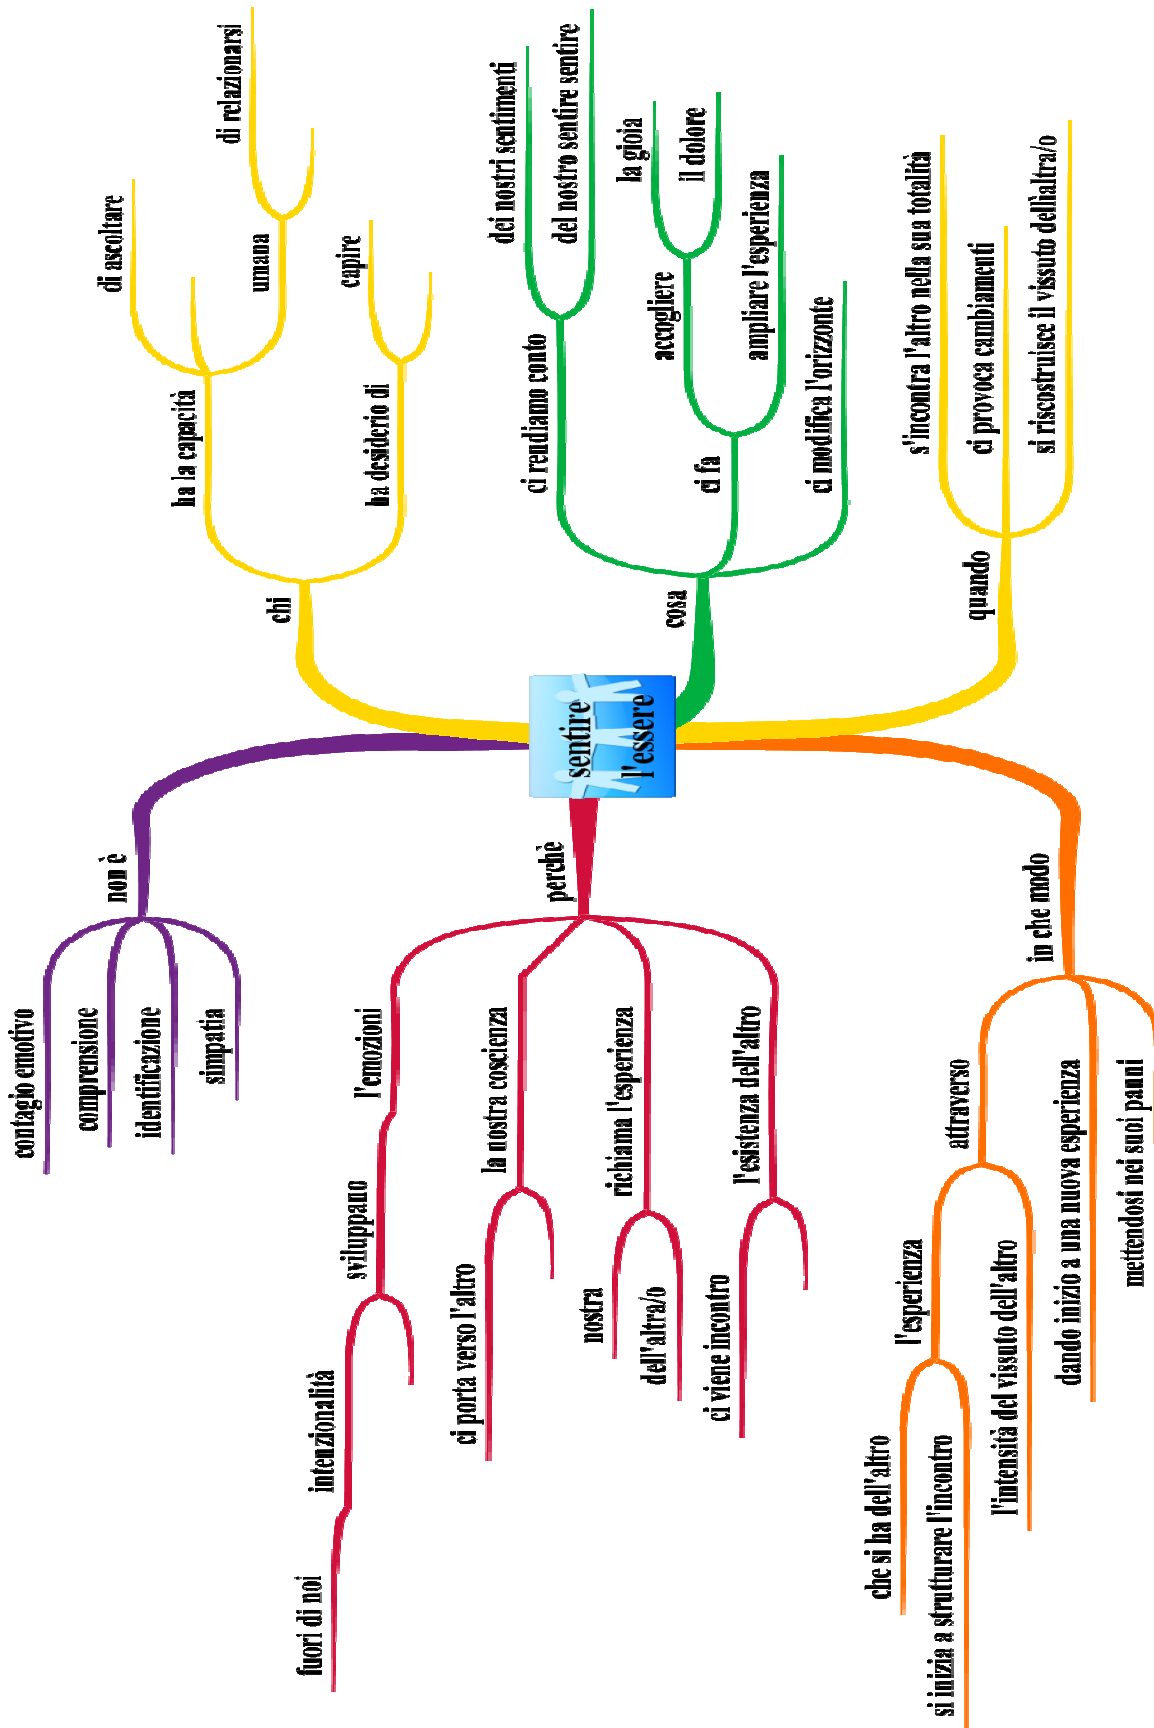 sentire
l'essere
chi
ha la capacità
di ascoltare
umana
di relazionarsi
ha desiderio di
capire
cosa
ci rendiamo conto
dei nostri sentimenti
del nostro sentire sentire
ci fa
accogliere
la gioia
il dolore
ampliare l'esperienza
ci modifica l'orizzonte
quando
s'incontra l'altro nella sua totalità
ci provoca cambiamenti
si riscostruisce il vissuto dellìaltra/o
non è
contagio emotivo
comprensione
identificazione
simpatia
perchè
l'emozioni
sviluppano
intenzionalità
fuori di noi
la nostra coscienza
ci porta verso l'altro
richiama l'esperienza
nostra
dell'altra/o
l'esistenza dell'altro
ci viene incontro
in che modo
attraverso
l'esperienza
che si ha dell'altro
si inizia a strutturare l'incontro
l'intensità del vissuto dell'altro
dando inizio a una nuova esperienza
mettendosi nei suoi panni